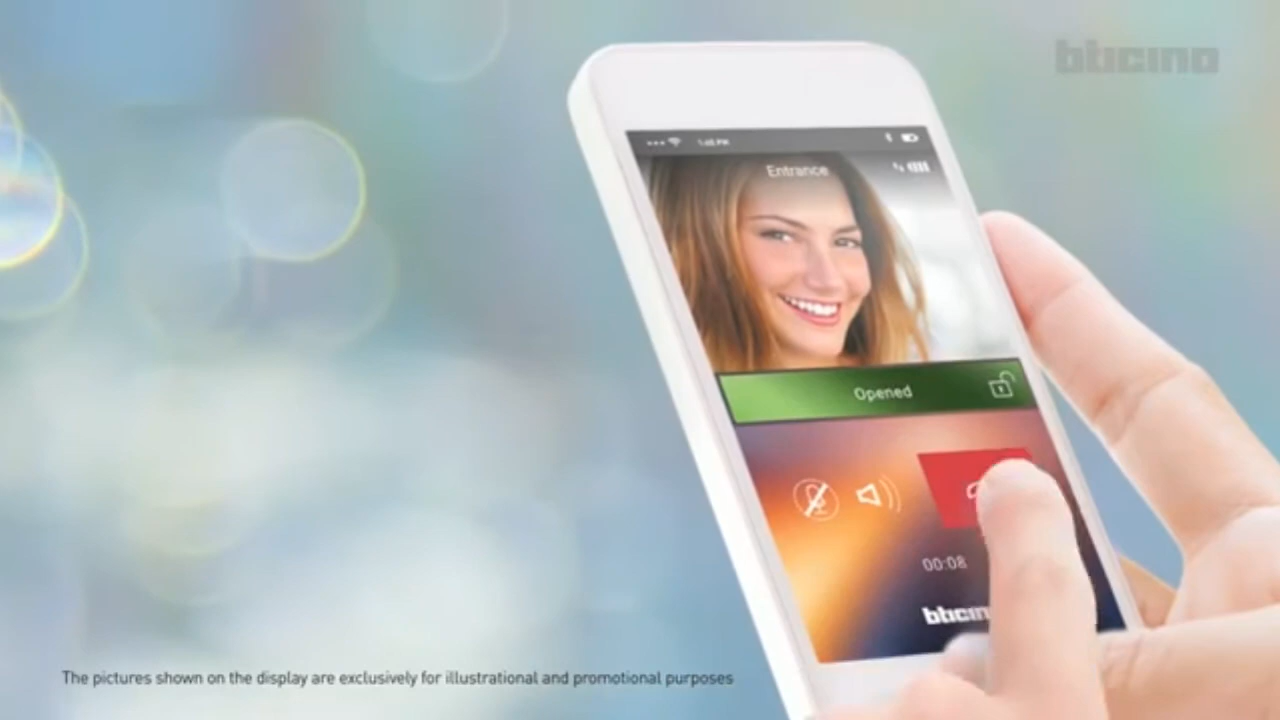 bticino
1:45 PM
Entrance
Opened
00:08
bticino
The pictures shown on the display are exclusively for illustrational and promotional purposes